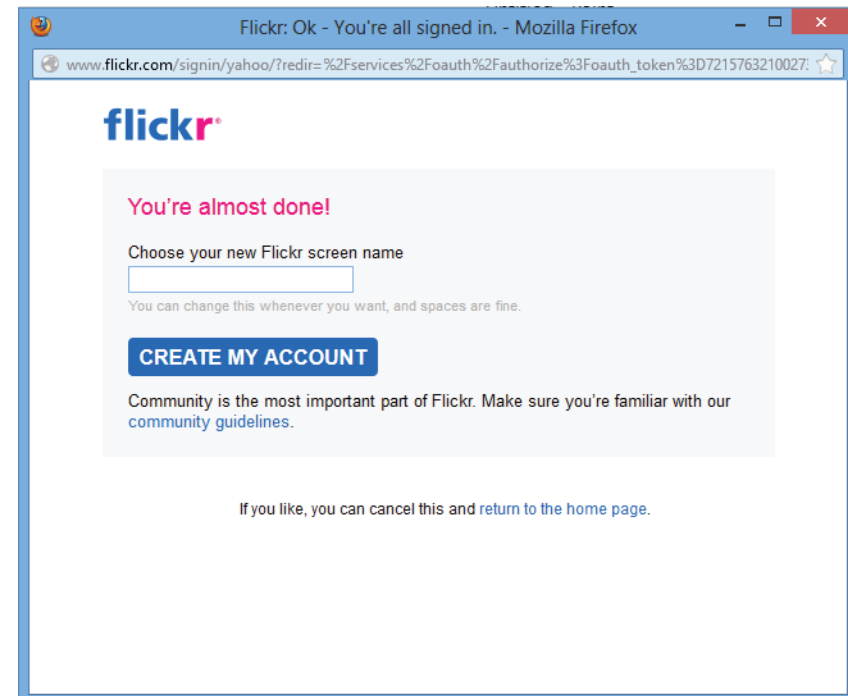 Flickr: Ok - You're all signed in. - Mozilla Firefox
www.flickr.com/signin/yahoo/?redir=%2Fservices%2Foauth%2Fauthorize%3Foauth_token%3D7215763210027
flickr
You're almost done!
Choose your new Flickr screen name
You can change this whenever you want, and spaces are fine.
CREATE MY ACCOUNT
Community is the most important part of Flickr. Make sure you're familiar with our
community guidelines.
If you like, you can cancel this and return to the home page.